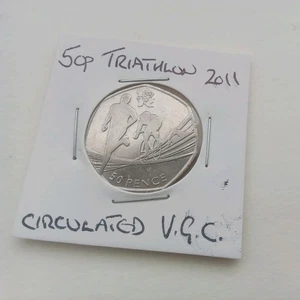 50p TRIATHLON 2011
50 PENCE
CIRCULATED V.G.C.